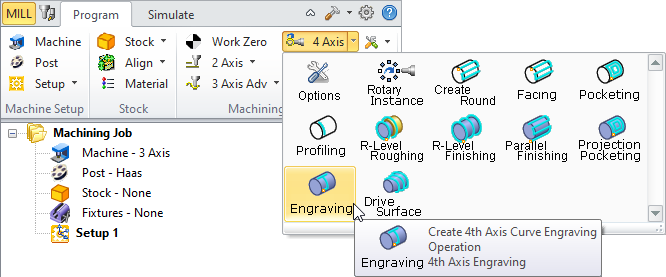 MILL Program Simulate
Machine Stock Work Zero 4 Axis
Post Align 2 Axis
Setup Material 3 Axis Adv
Machine Setup Stock Machining
Options Rotary Instance Create Round Facing Pocketing
Profiling R-Level Roughing R-Level Finishing Parallel Finishing Projection Pocketing
Engraving Drive Surface
Machining Job
Machine - 3 Axis
Post - Haas
Stock - None
Fixtures - None
Setup 1
Create 4th Axis Curve Engraving
Operation
Engraving 4th Axis Engraving